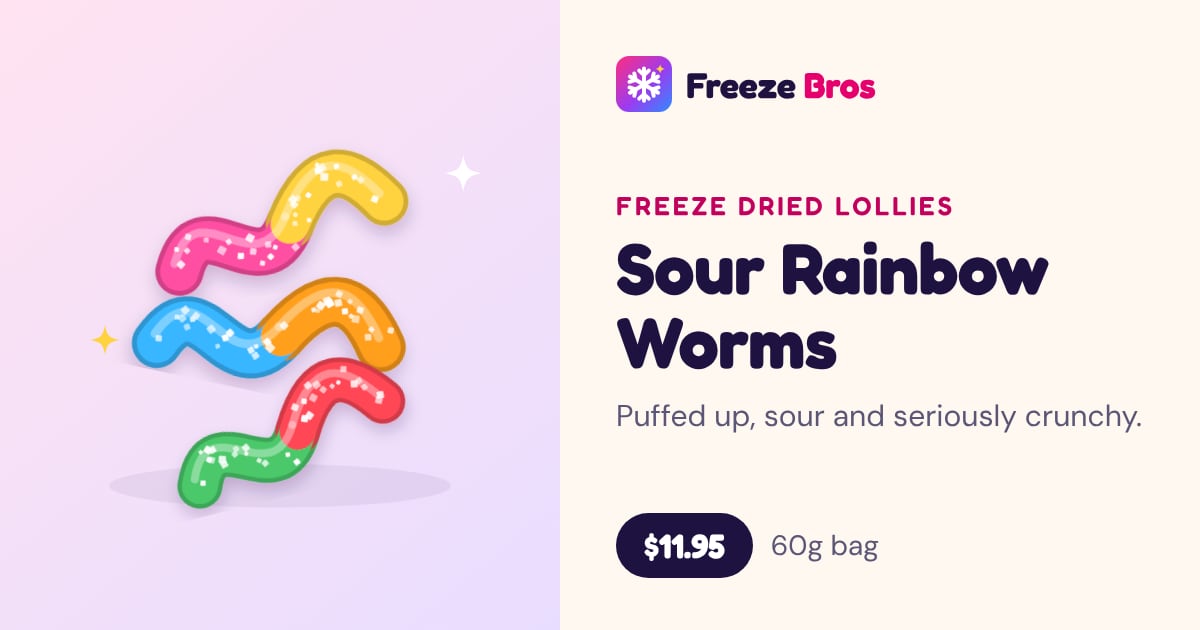 Freeze Bros
FREEZE DRIED LOLLIES
Sour Rainbow
Worms
Puffed up, sour and seriously crunchy.
$11.95 60g bag